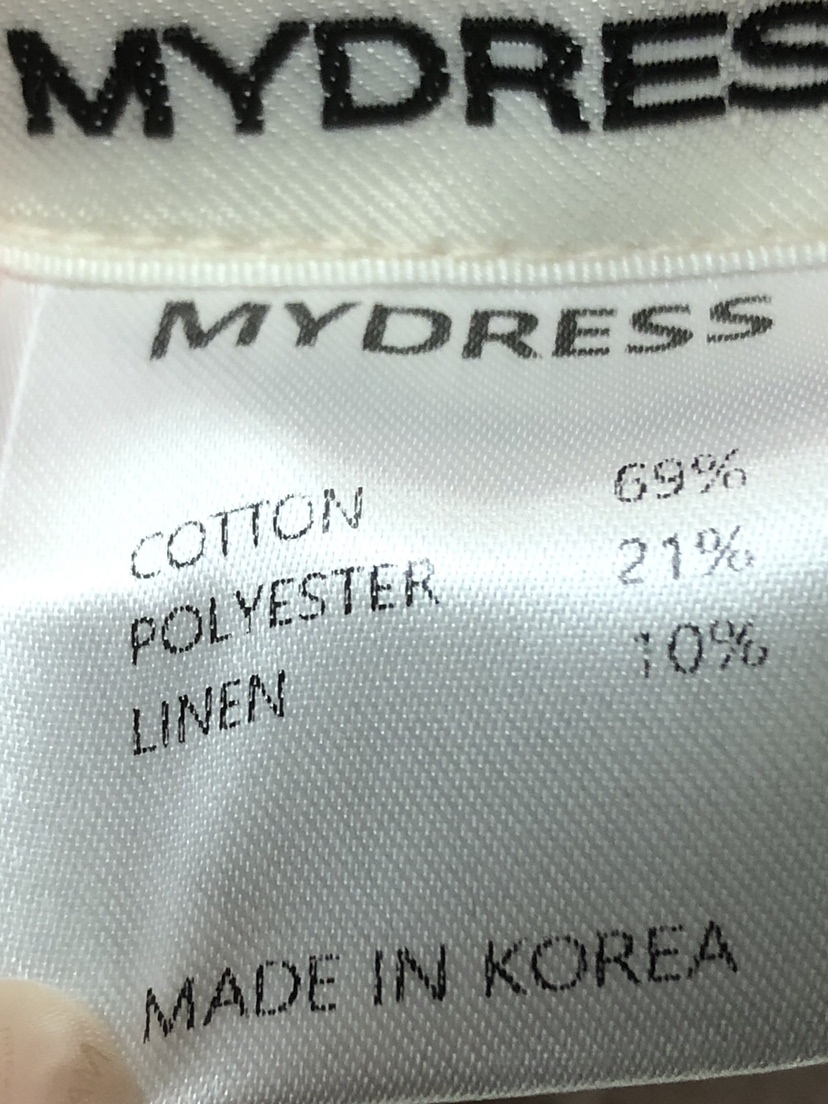 MYDRES
MYDRESS
COTTON 69%
POLYESTER 21%
LINEN 10%
MADE IN KOREA